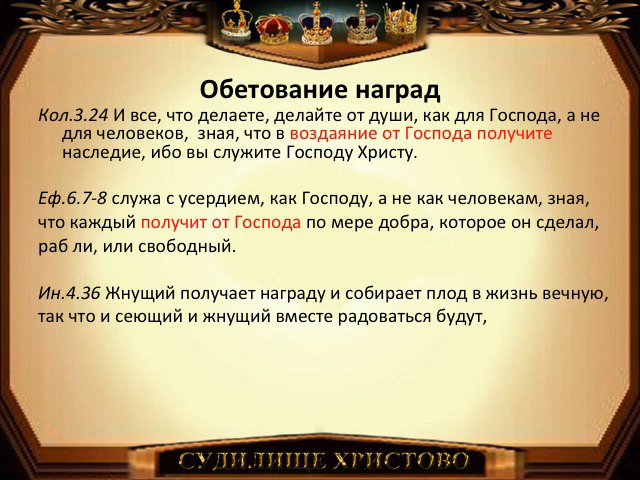 Обетование наград
Кол.3.24 И все, что делаете, делайте от души, как для Господа, а не
для человеков, зная, что в воздаяние от Господа получите
наследие, ибо вы служите Господу Христу.
Еф.6.7-8 служа с усердием, как Господу, а не как человекам, зная,
что каждый получит от Господа по мере добра, которое он сделал,
раб ли, или свободный.
Ин.4.36 Жнущий получает награду и собирает плод в жизнь вечную,
так что и сеющий и жнущий вместе радоваться будут,
СУДИЛИЩЕ ХРИСТОВО